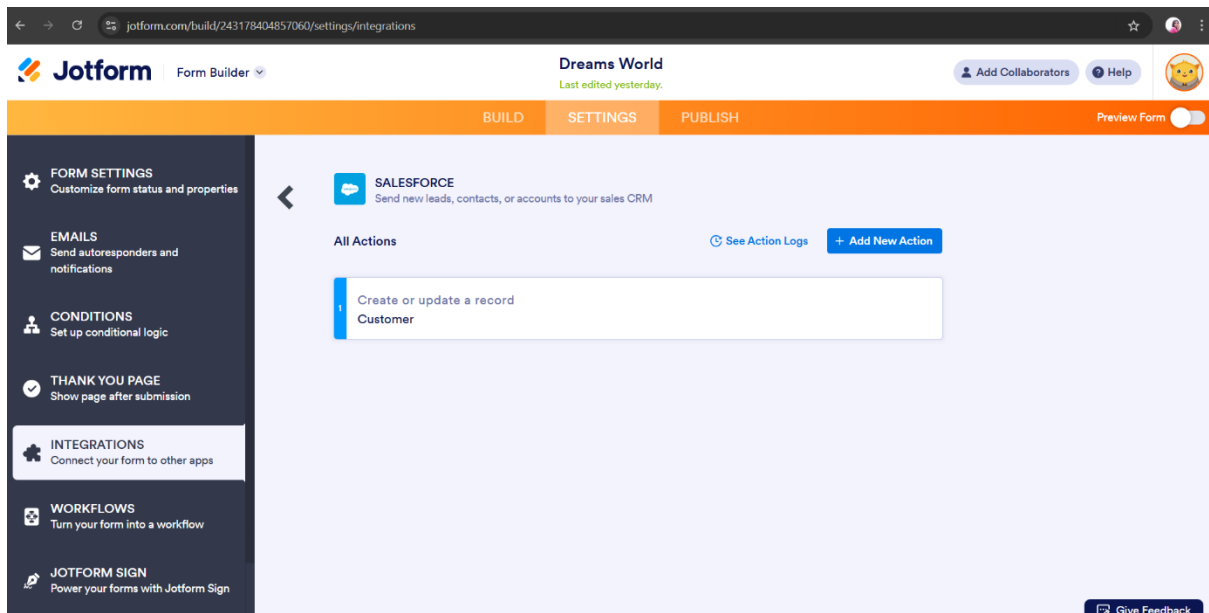 jotform.com/build/243178404857060/settings/integrations
Jotform
Form Builder
Dreams World
Last edited yesterday.
Add Collaborators
Help
BUILD
SETTINGS
PUBLISH
Preview Form
FORM SETTINGS
Customize form status and properties
EMAILS
Send autoresponders and
notifications
CONDITIONS
Set up conditional logic
THANK YOU PAGE
Show page after submission
INTEGRATIONS
Connect your form to other apps
WORKFLOWS
Turn your form into a workflow
JOTFORM SIGN
Power your forms with Jotform Sign
SALESFORCE
Send new leads, contacts, or accounts to your sales CRM
All Actions
See Action Logs
+ Add New Action
1
Create or update a record
Customer
Give Feedback